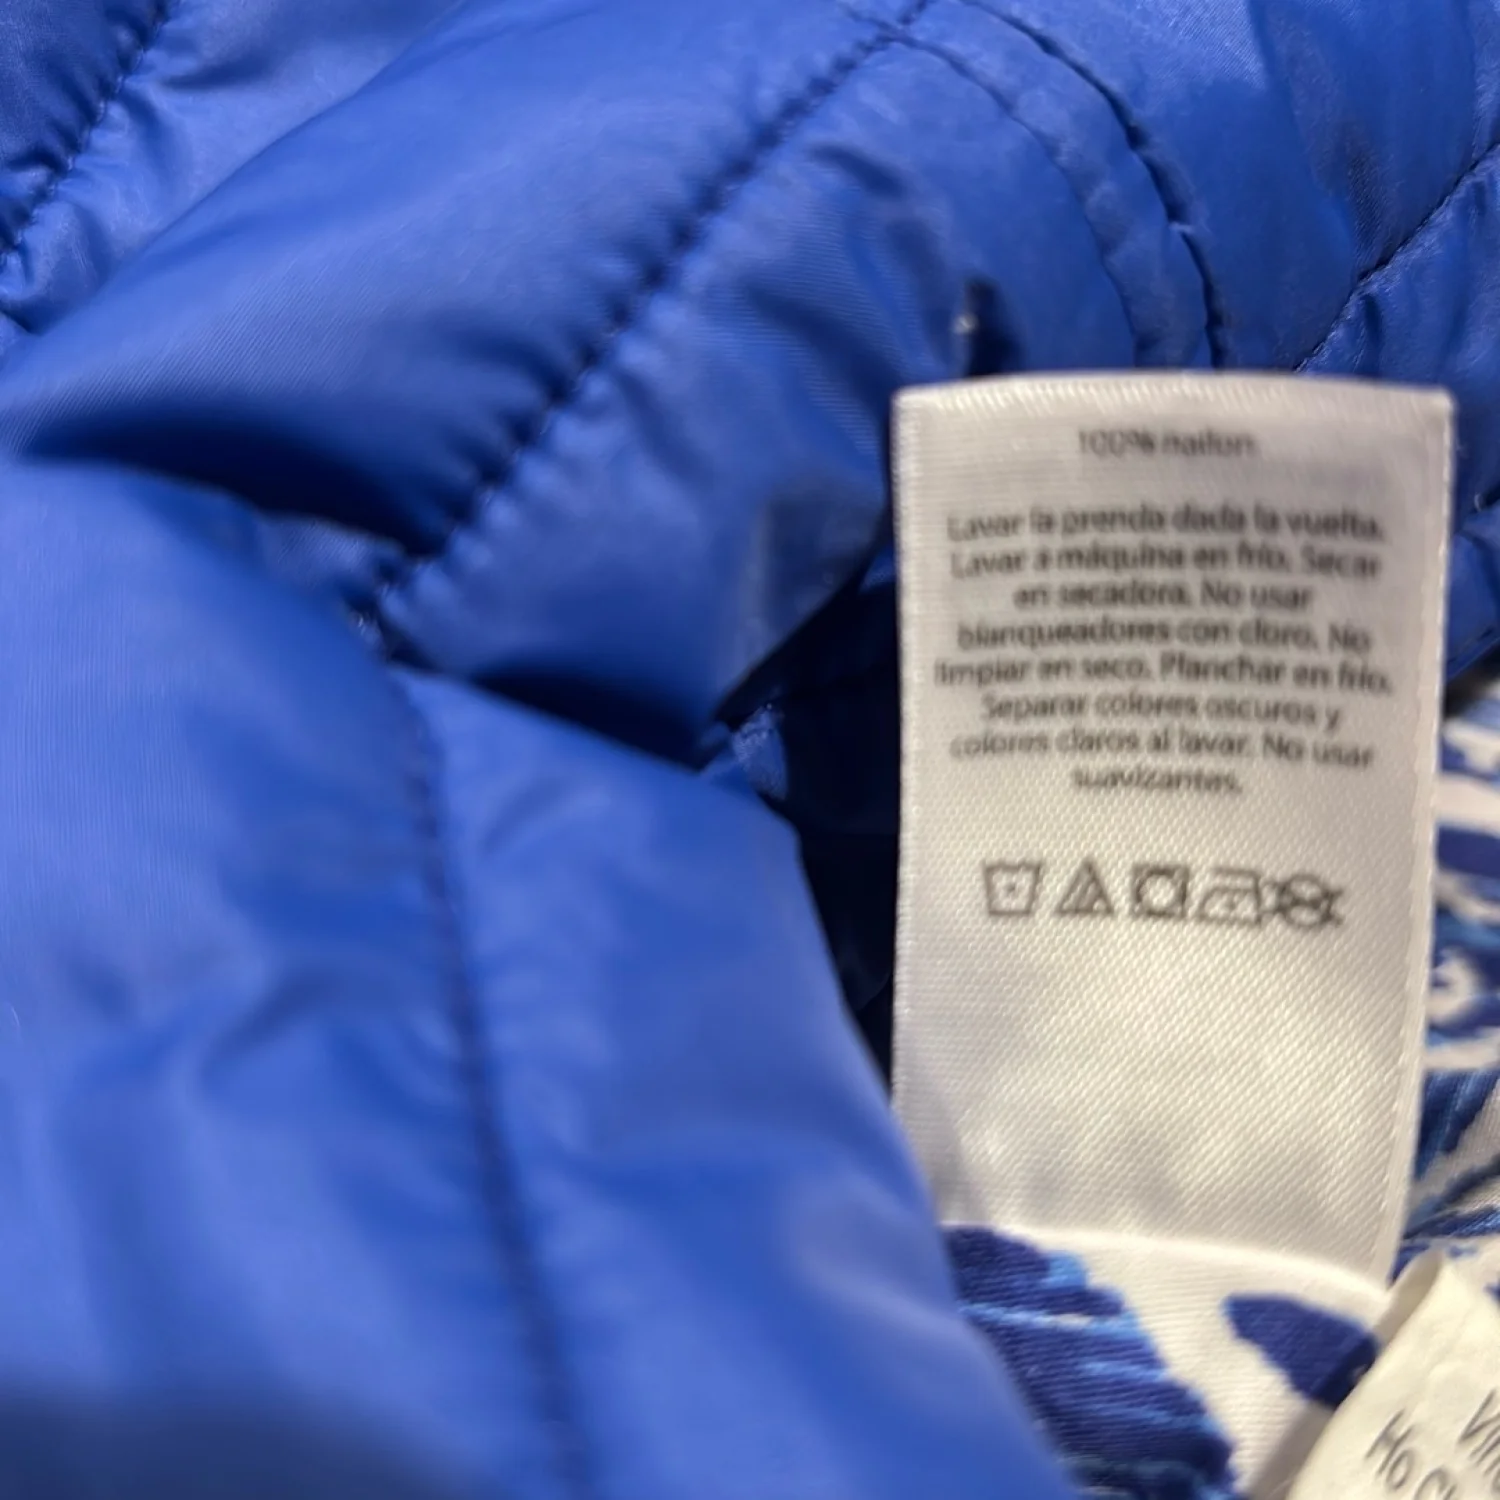 100% nailon.
Lavar la prenda dada la vuelta.
Lavar a máquina en frío. Secar
en secadora. No usar
blanqueadores con cloro. No
limpiar en seco. Planchar en frío.
Separar colores oscuros y
colores claros al lavar. No usar
suavizantes.
Ho